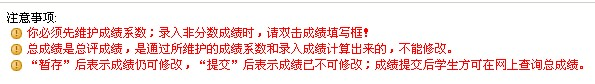 注意事项:
你必须先维护成绩系数；录入非分数成绩时，请双击成绩填写框！
总成绩是总评成绩，是通过所维护的成绩系数和录入成绩计算出来的，不能修改。
“暂存”后表示成绩仍可修改，“提交”后表示成绩已不可修改；成绩提交后学生方可在网上查询总成绩。